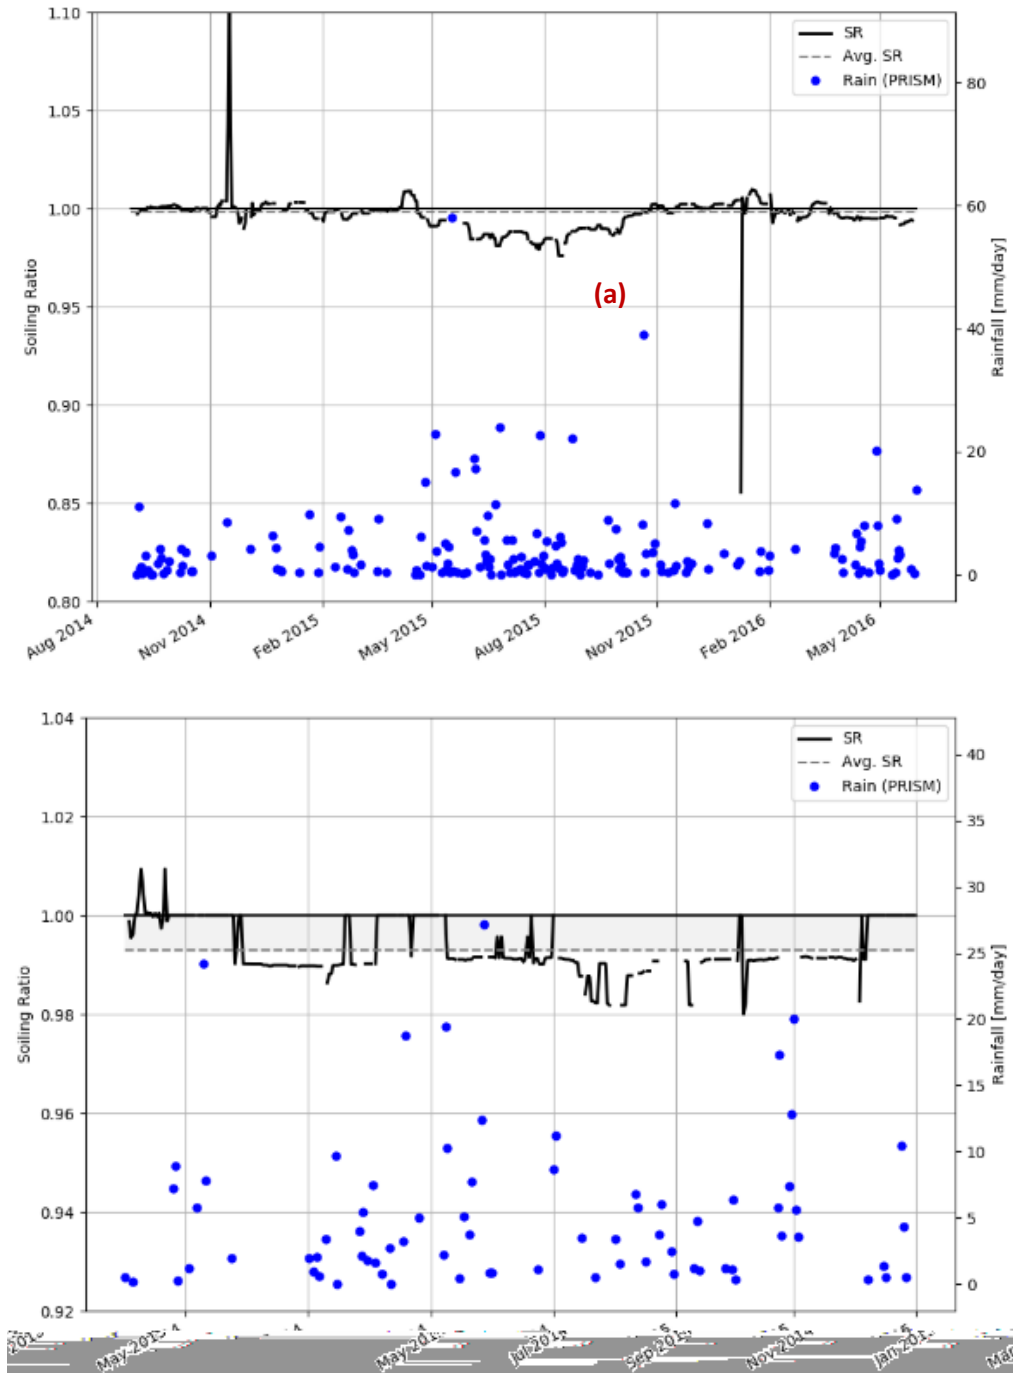 1.10
SR
Avg. SR
Rain (PRISM)
80
1.05
1.00
60
(a)
0.95
Soiling Ratio
Rainfall [mm/day]
40
0.90
20
0.85
0
0.80
Aug 2014
Nov 2014
Feb 2015
May 2015
Aug 2015
Nov 2015
Feb 2016
May 2016
1.04
SR
Avg. SR
Rain (PRISM)
40
35
1.02
30
1.00
25
Soiling Ratio
Rainfall [mm/day]
0.98
20
15
0.96
10
0.94
5
0
0.92